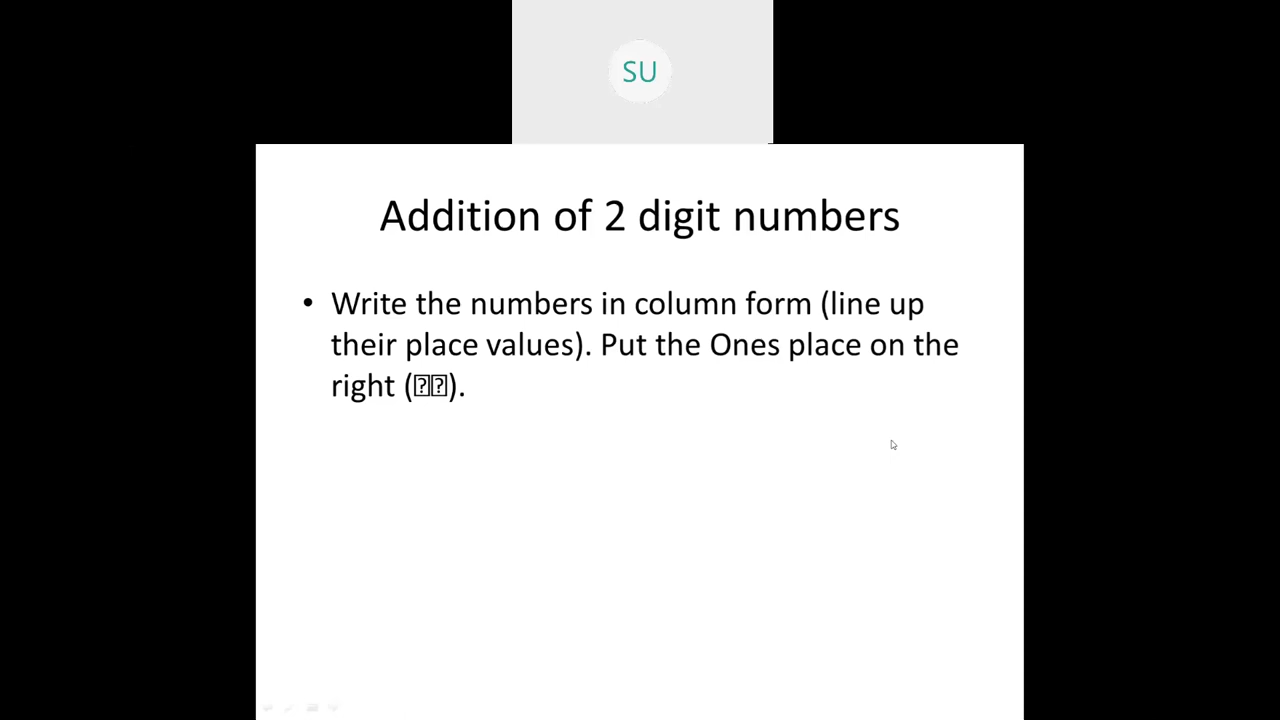 SU
Addition of 2 digit numbers
• Write the numbers in column form (line up
their place values). Put the Ones place on the
right (⍰⍰).